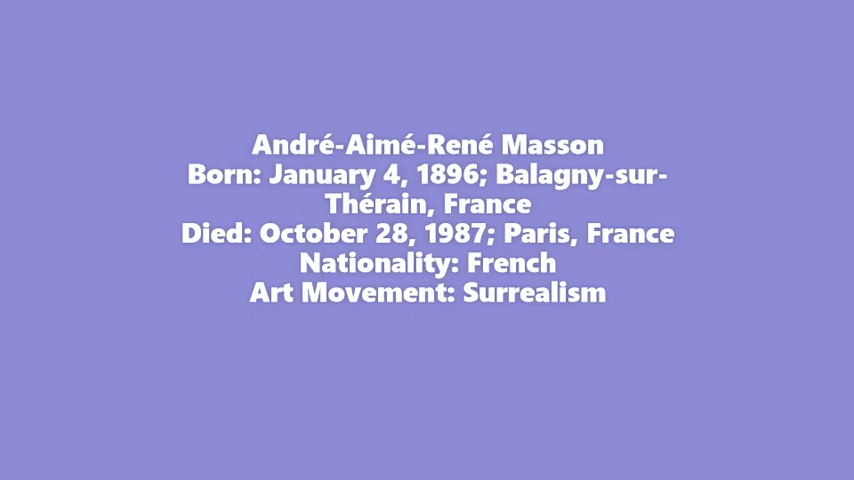 André-Aimé-René Masson
Born: January 4, 1896; Balagny-sur-
Thérain, France
Died: October 28, 1987; Paris, France
Nationality: French
Art Movement: Surrealism